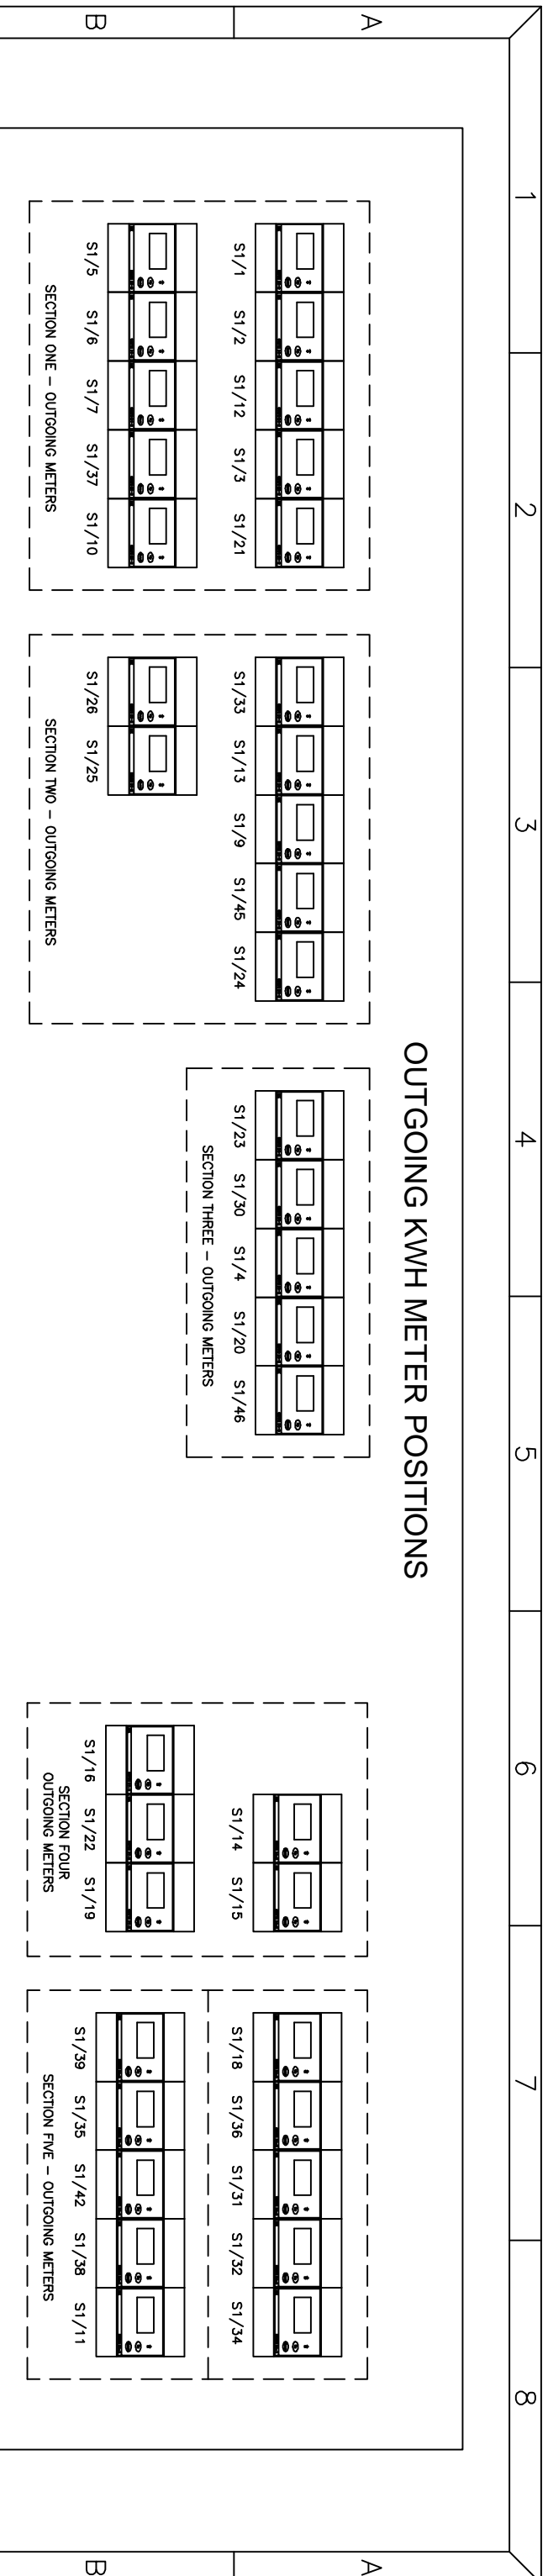 1 2 3 4 5 6 7 8
A A
OUTGOING KWH METER POSITIONS
S1/1 S1/2 S1/12 S1/3 S1/21
S1/5 S1/6 S1/7 S1/37 S1/10
SECTION ONE – OUTGOING METERS
S1/33 S1/13 S1/9 S1/45 S1/24
S1/26 S1/25
SECTION TWO – OUTGOING METERS
S1/23 S1/30 S1/4 S1/20 S1/46
SECTION THREE – OUTGOING METERS
S1/14 S1/15
S1/16 S1/22 S1/19
SECTION FOUR
OUTGOING METERS
S1/18 S1/36 S1/31 S1/32 S1/34
S1/39 S1/35 S1/42 S1/38 S1/11
SECTION FIVE – OUTGOING METERS
B B